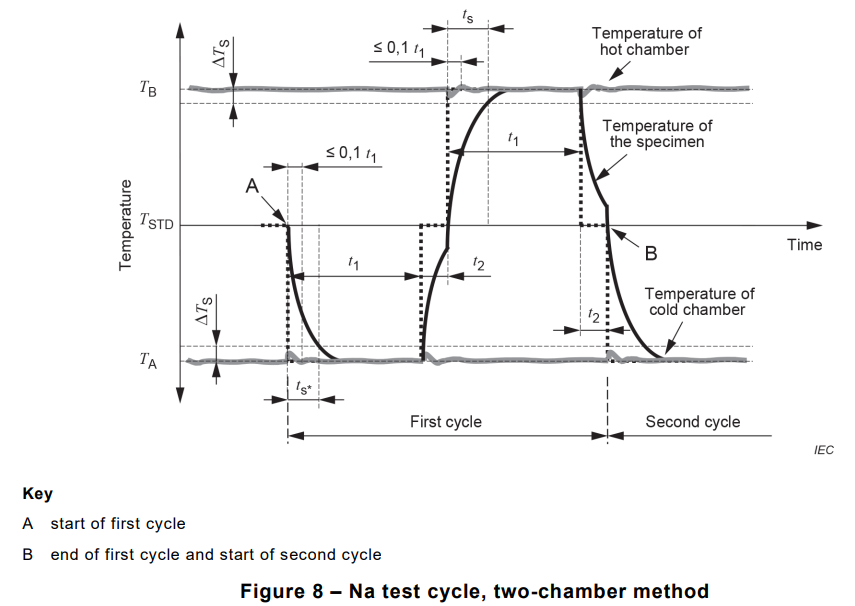 tS
Temperature of
hot chamber
ΔTS
≤ 0,1 t1
TB
Temperature of
the specimen
t1
≤ 0,1 t1
A
TSTD
Temperature
Time
B
t1
t2
Temperature of
cold chamber
ΔTS
t2
TA
tS*
First cycle
Second cycle
IEC
Key
A start of first cycle
B end of first cycle and start of second cycle
Figure 8 – Na test cycle, two-chamber method